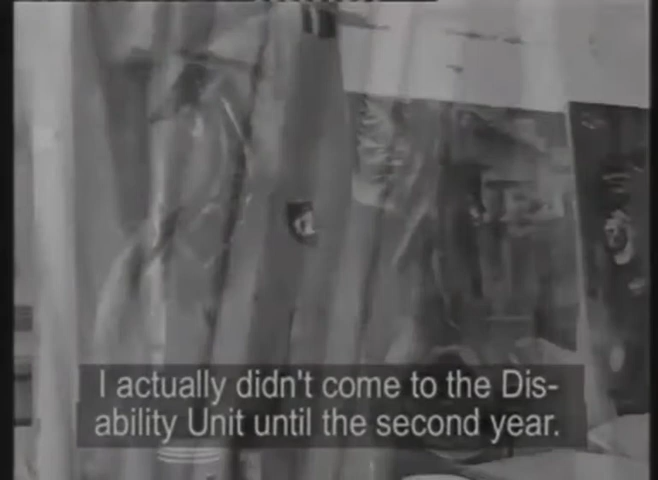 I actually didn't come to the Dis-
ability Unit until the second year.